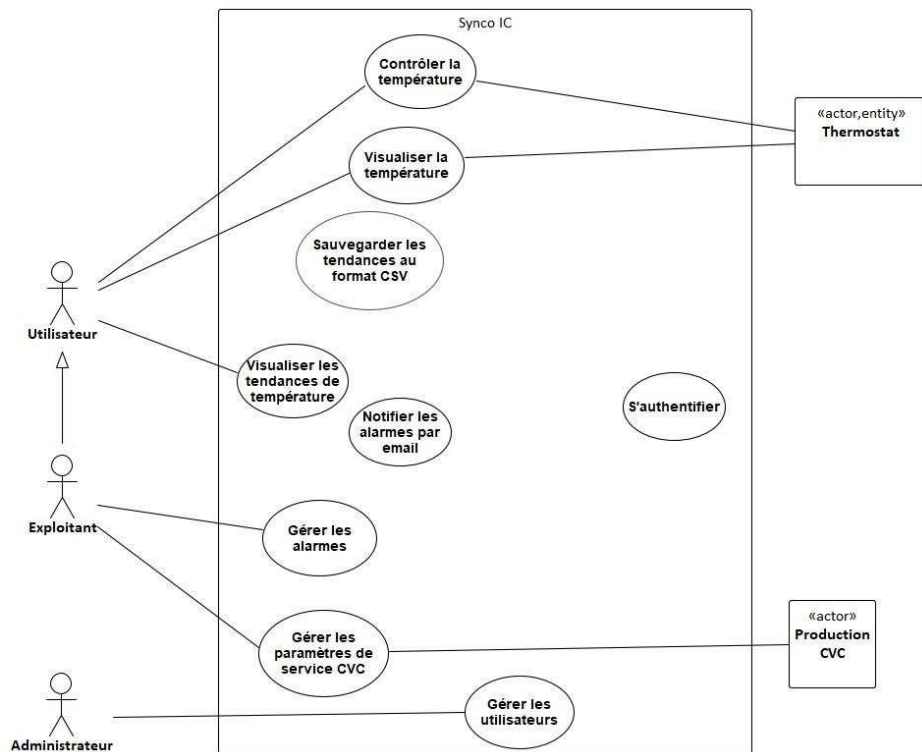 Synco IC
Contrôler la
température
«actor,entity»
Thermostat
Visualiser la
température
Sauvegarder les
tendances au
format CSV
Utilisateur
Visualiser les
tendances de
température
S'authentifier
Notifier les
alarmes par
email
Exploitant
Gérer les
alarmes
«actor»
Production
CVC
Gérer les
paramètres de
service CVC
Gérer les
utilisateurs
Administrateur